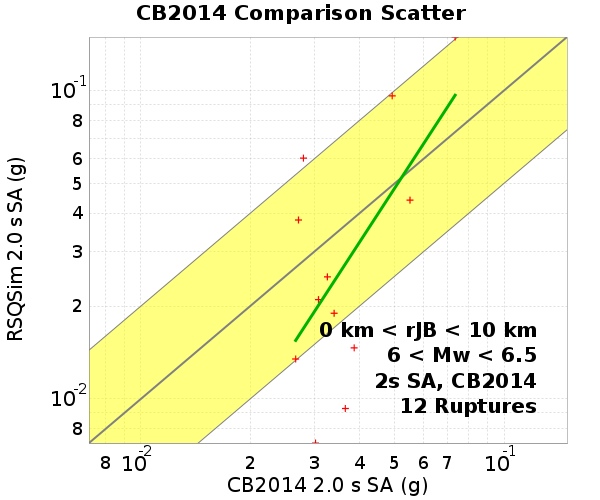 CB2014 Comparison Scatter
RSQSim 2.0 s SA (g)
10-1
8
6
5
4
3
2
10-2
8
0 km < rJB < 10 km
6 < Mw < 6.5
2s SA, CB2014
12 Ruptures
8 10-2 2 3 4 5 6 7 10-1
CB2014 2.0 s SA (g)